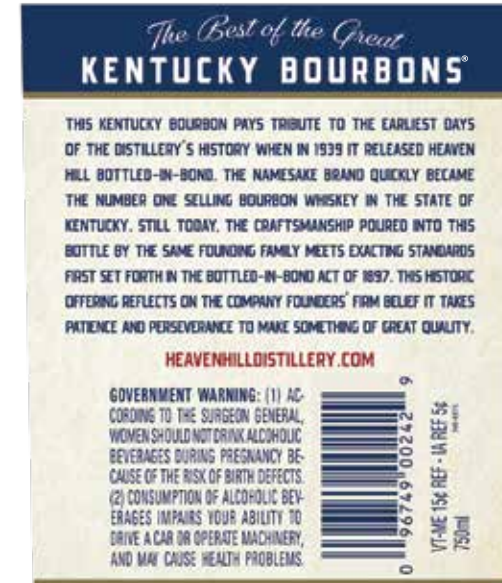 The Best of the Great
KENTUCKY BOURBONS®
THIS KENTUCKY BOURBON PAYS TRIBUTE TO THE EARLIEST DAYS
OF THE DISTILLERY'S HISTORY WHEN IN 1939 IT RELEASED HEAVEN
HILL BOTTLED-IN-BOND. THE NAMESAKE BRAND QUICKLY BECAME
THE NUMBER ONE SELLING BOURBON WHISKEY IN THE STATE OF
KENTUCKY. STILL TODAY, THE CRAFTSMANSHIP POURED INTO THIS
BOTTLE BY THE SAME FOUNDING FAMILY MEETS EXACTING STANDARDS
FIRST SET FORTH IN THE BOTTLED-IN-BOND ACT OF 1897. THIS HISTORIC
OFFERING REFLECTS ON THE COMPANY FOUNDERS' FIRM BELIEF IT TAKES
PATIENCE AND PERSEVERANCE TO MAKE SOMETHING OF GREAT QUALITY.
HEAVENHILLDISTILLERY.COM
GOVERNMENT WARNING: (1) AC-
CORDING TO THE SURGEON GENERAL,
WOMEN SHOULD NOT DRINK ALCOHOLIC
BEVERAGES DURING PREGNANCY BE-
CAUSE OF THE RISK OF BIRTH DEFECTS.
(2) CONSUMPTION OF ALCOHOLIC BEV-
ERAGES IMPAIRS YOUR ABILITY TO
DRIVE A CAR OR OPERATE MACHINERY,
AND MAY CAUSE HEALTH PROBLEMS.
0 96749 00242 9
VT-ME 15¢ REF - IA REF 5¢
750ml